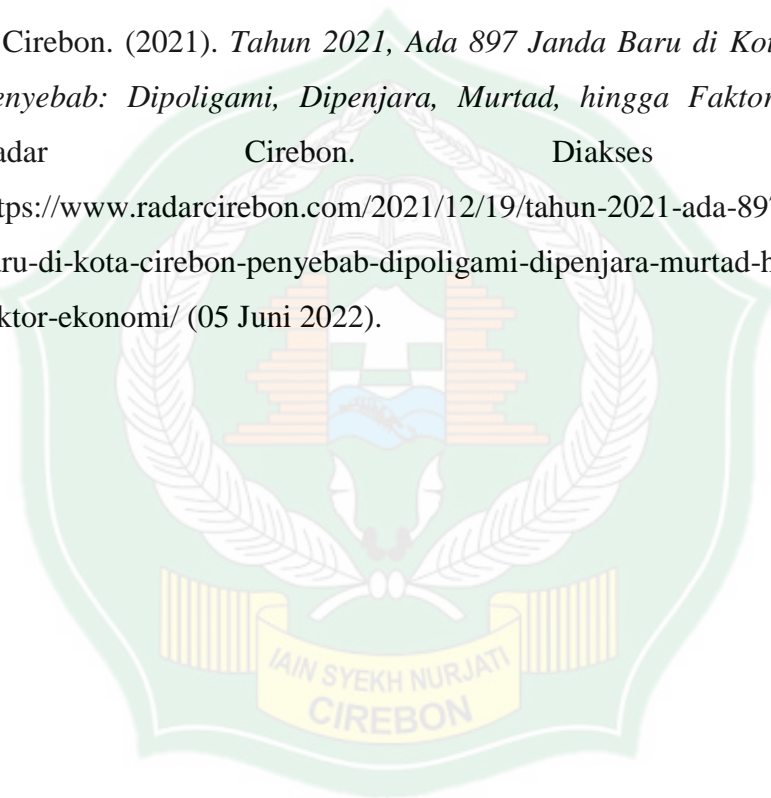 Cirebon. (2021). Tahun 2021, Ada 897 Janda Baru di Kot
enyebab: Dipoligami, Dipenjara, Murtad, hingga Faktor
adar Cirebon. Diakses
tps://www.radarcirebon.com/2021/12/19/tahun-2021-ada-897
aru-di-kota-cirebon-penyebab-dipoligami-dipenjara-murtad-h
ktor-ekonomi/ (05 Juni 2022).
IAIN SYEKH NURJATI
CIREBON